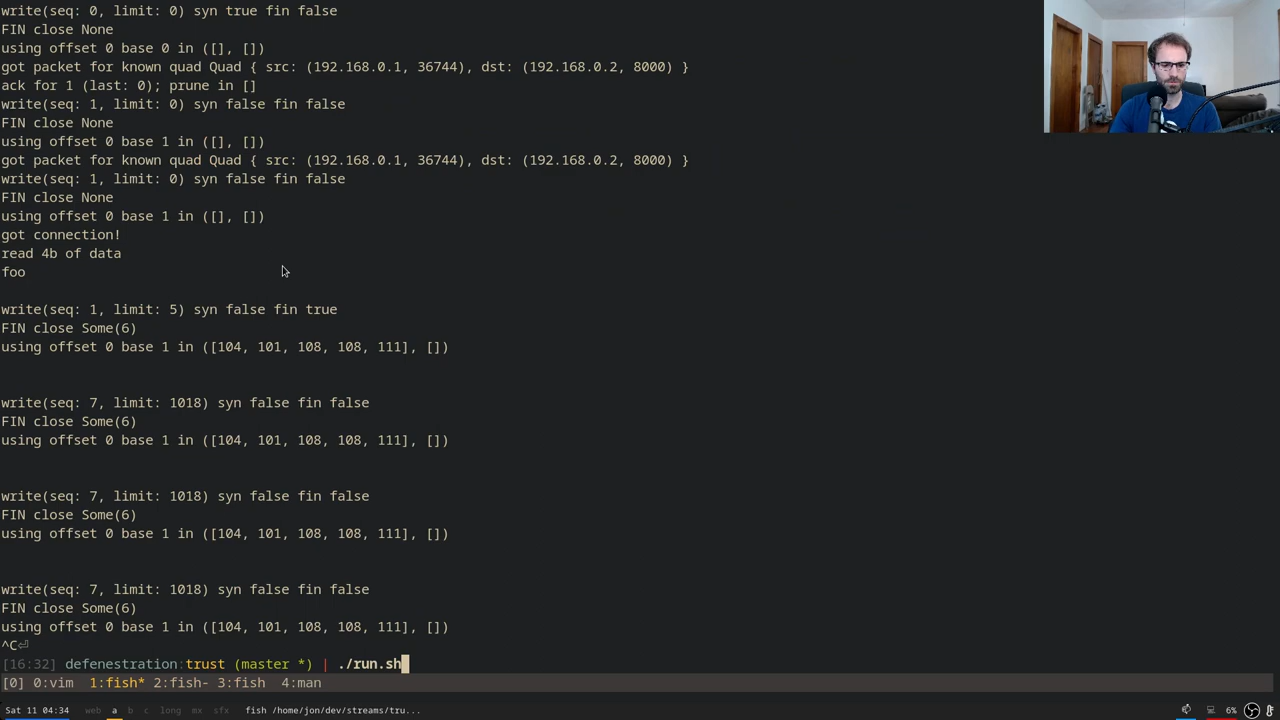 write(seq: 0, limit: 0) syn true fin false
FIN close None
using offset 0 base 0 in ([], [])
got packet for known quad Quad { src: (192.168.0.1, 36744), dst: (192.168.0.2, 8000) }
ack for 1 (last: 0); prune in []
write(seq: 1, limit: 0) syn false fin false
FIN close None
using offset 0 base 1 in ([], [])
got packet for known quad Quad { src: (192.168.0.1, 36744), dst: (192.168.0.2, 8000) }
write(seq: 1, limit: 0) syn false fin false
FIN close None
using offset 0 base 1 in ([], [])
got connection!
read 4b of data
foo
write(seq: 1, limit: 5) syn false fin true
FIN close Some(6)
using offset 0 base 1 in ([104, 101, 108, 108, 111], [])
write(seq: 7, limit: 1018) syn false fin false
FIN close Some(6)
using offset 0 base 1 in ([104, 101, 108, 108, 111], [])
write(seq: 7, limit: 1018) syn false fin false
FIN close Some(6)
using offset 0 base 1 in ([104, 101, 108, 108, 111], [])
write(seq: 7, limit: 1018) syn false fin false
FIN close Some(6)
using offset 0 base 1 in ([104, 101, 108, 108, 111], [])
^C⏎
[16:32] defenestration:trust (master *) | ./run.sh
[0] 0:vim 1:fish* 2:fish- 3:fish 4:man
Sat 11 04:34 web a b c long mx sfx fish /home/jon/dev/streams/tru... 6%